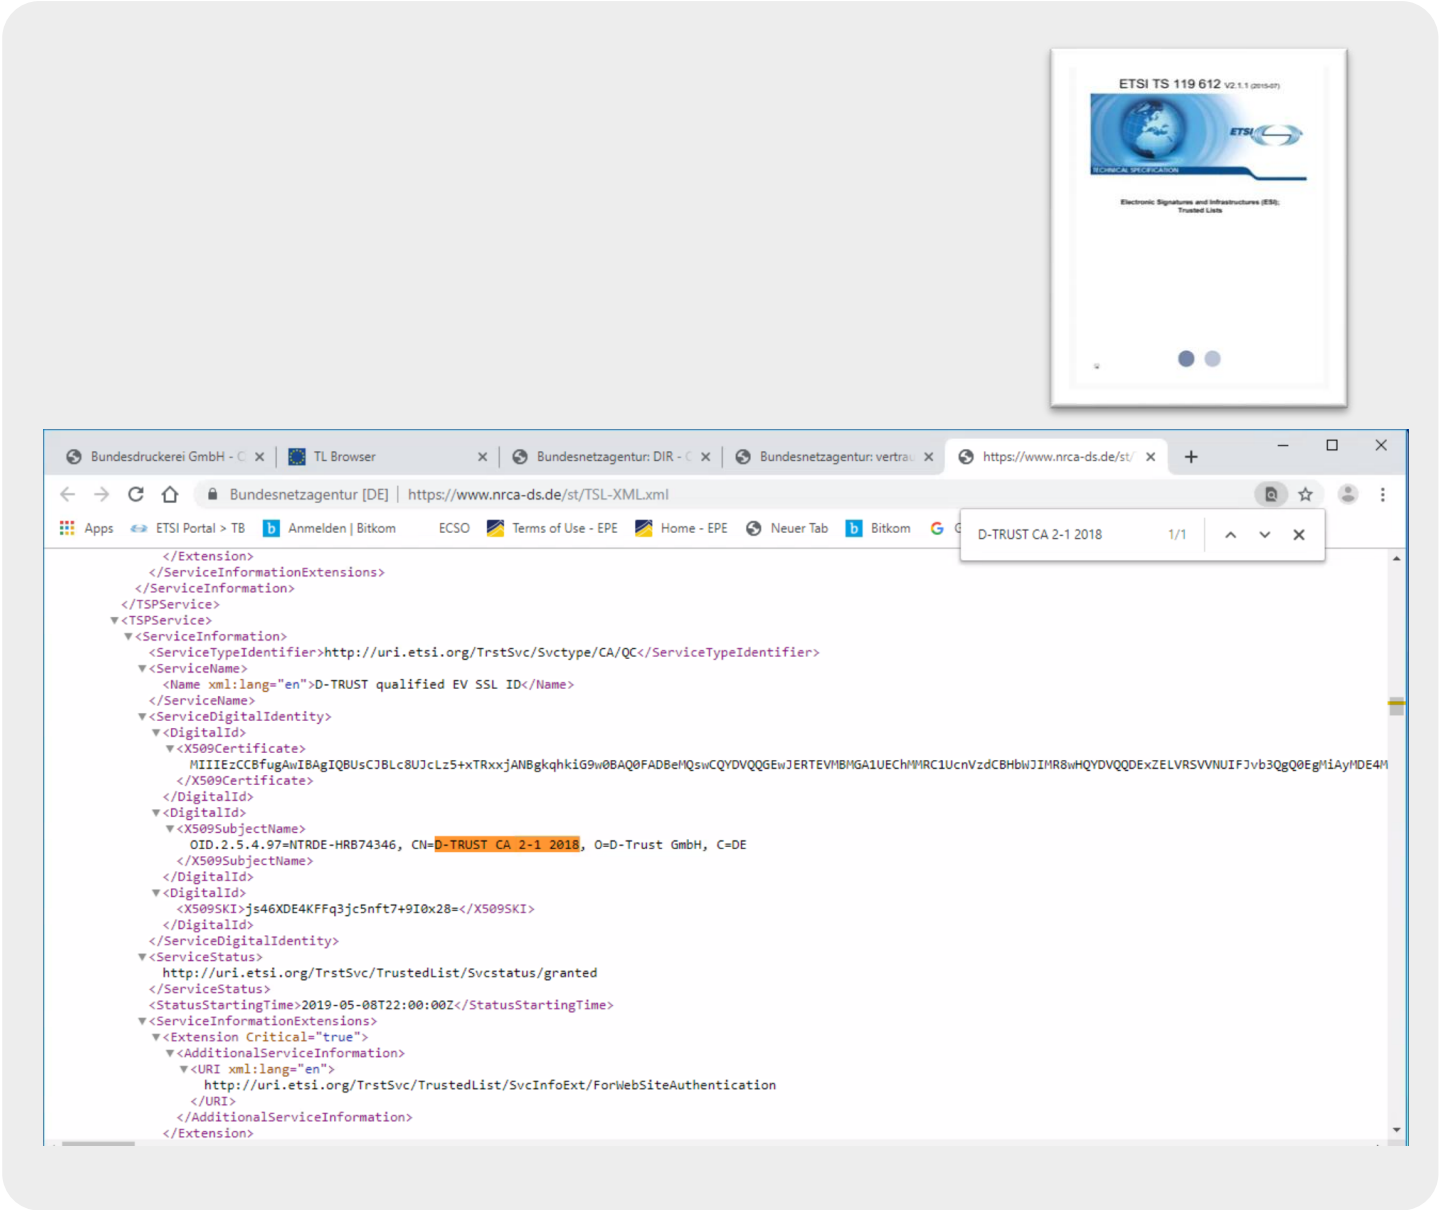 ETSI TS 119 612 V2.1.1 (2015-07)
ETSI
TECHNICAL SPECIFICATION
Electronic Signatures and Infrastructures (ESI);
Trusted Lists
Bundesdruckerei GmbH - C
TL Browser
Bundesnetzagentur: DIR - C
Bundesnetzagentur: vertrau
https://www.nrca-ds.de/st/
Bundesnetzagentur [DE] | https://www.nrca-ds.de/st/TSL-XML.xml
Apps ETSI Portal > TB Anmelden | Bitkom ECSO Terms of Use - EPE Home - EPE Neuer Tab Bitkom
D-TRUST CA 2-1 2018 1/1
</Extension>
</ServiceInformationExtensions>
</ServiceInformation>
</TSPService>
<TSPService>
<ServiceInformation>
<ServiceTypeIdentifier>http://uri.etsi.org/TrstSvc/Svctype/CA/QC</ServiceTypeIdentifier>
<ServiceName>
<Name xml:lang="en">D-TRUST qualified EV SSL ID</Name>
</ServiceName>
<ServiceDigitalIdentity>
<DigitalId>
<X509Certificate>
MIIIEzCCBfugAwIBAgIQBUsCJBLc8UJcLz5+xTRxxjANBgkqhkiG9w0BAQ0FADBeMQswCQYDVQQGEwJERTEVMBMGA1UEChMMRC1UcnVzdCBHbWJIMR8wHQYDVQQDExZELVRSVVNUIFJvb3QgQ0EgMiAyMDE4M
</X509Certificate>
</DigitalId>
<DigitalId>
<X509SubjectName>
OID.2.5.4.97=NTRDE-HRB74346, CN=D-TRUST CA 2-1 2018, O=D-Trust GmbH, C=DE
</X509SubjectName>
</DigitalId>
<DigitalId>
<X509SKI>js46XDE4KFFq3jc5nft7+9I0x28=</X509SKI>
</DigitalId>
</ServiceDigitalIdentity>
<ServiceStatus>
http://uri.etsi.org/TrstSvc/TrustedList/Svcstatus/granted
</ServiceStatus>
<StatusStartingTime>2019-05-08T22:00:00Z</StatusStartingTime>
<ServiceInformationExtensions>
<Extension Critical="true">
<AdditionalServiceInformation>
<URI xml:lang="en">
http://uri.etsi.org/TrstSvc/TrustedList/SvcInfoExt/ForWebSiteAuthentication
</URI>
</AdditionalServiceInformation>
</Extension>